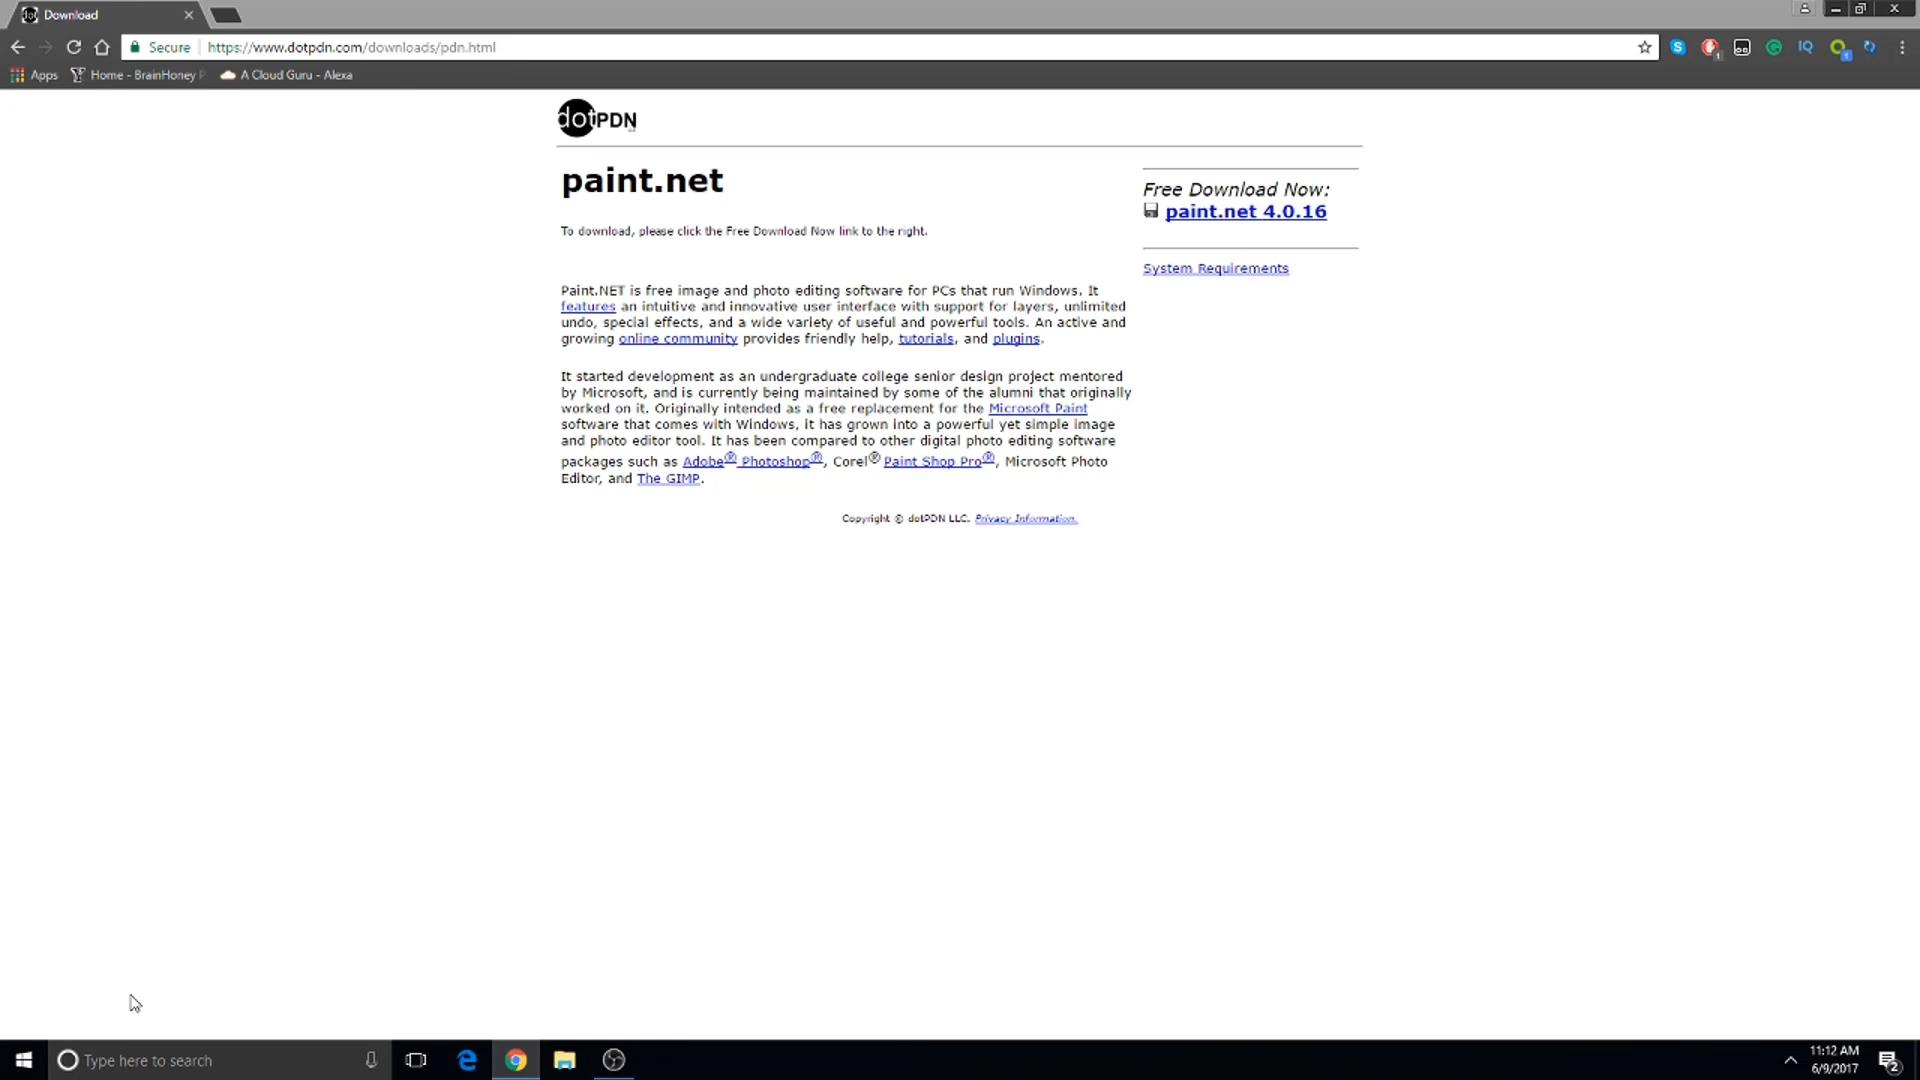 Download
Secure https://www.dotpdn.com/downloads/pdn.html
Apps Home - BrainHoney A Cloud Guru - Alexa
dotPDN
paint.net
Free Download Now:
paint.net 4.0.16
To download, please click the Free Download Now link to the right.
System Requirements
Paint.NET is free image and photo editing software for PCs that run Windows. It
features an intuitive and innovative user interface with support for layers, unlimited
undo, special effects, and a wide variety of useful and powerful tools. An active and
growing online community provides friendly help, tutorials, and plugins.
It started development as an undergraduate college senior design project mentored
by Microsoft, and is currently being maintained by some of the alumni that originally
worked on it. Originally intended as a free replacement for the Microsoft Paint
software that comes with Windows, it has grown into a powerful yet simple image
and photo editor tool. It has been compared to other digital photo editing software
packages such as Adobe® Photoshop®, Corel® Paint Shop Pro®, Microsoft Photo
Editor, and The GIMP.
Copyright © dotPDN LLC. Privacy Information.
Type here to search
11:12 AM
6/9/2017
2